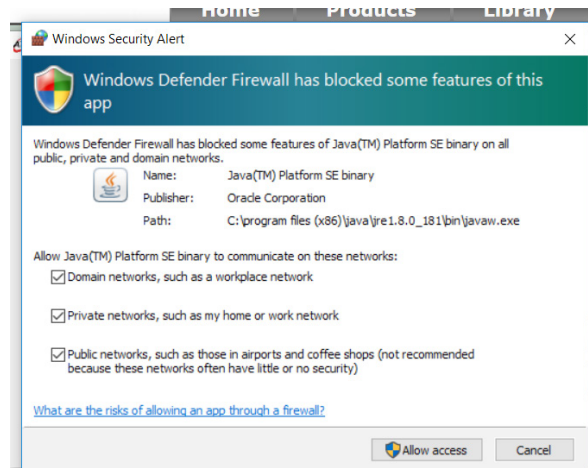 Home Products Library
Windows Security Alert
Windows Defender Firewall has blocked some features of this
app
Windows Defender Firewall has blocked some features of Java(TM) Platform SE binary on all
public, private and domain networks.
Name: Java(TM) Platform SE binary
Publisher: Oracle Corporation
Path: C:\program files (x86)\java\jre1.8.0_181\bin\javaw.exe
Allow Java(TM) Platform SE binary to communicate on these networks:
Domain networks, such as a workplace network
Private networks, such as my home or work network
Public networks, such as those in airports and coffee shops (not recommended
because these networks often have little or no security)
What are the risks of allowing an app through a firewall?
Allow access Cancel